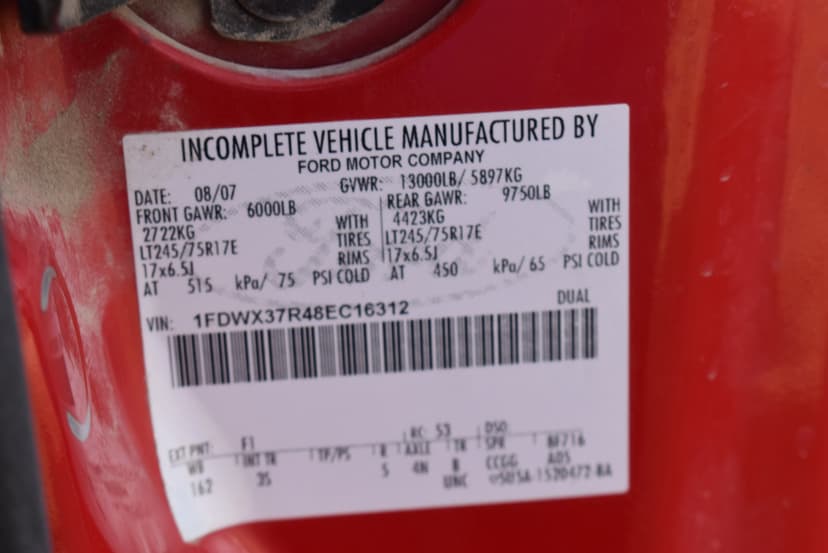 INCOMPLETE VEHICLE MANUFACTURED BY
FORD MOTOR COMPANY
DATE: 08/07 GVWR: 13000LB/ 5897KG
FRONT GAWR: 6000LB REAR GAWR: 9750LB
2722KG WITH 4423KG WITH
LT245/75R17E TIRES LT245/75R17E TIRES
17x6.5J RIMS 17x6.5J RIMS
AT 515 kPa/ 75 PSI COLD AT 450 kPa/ 65 PSI COLD
VIN: 1FDWX37R48EC16312 DUAL
EXT PNT: F1 RC: 53 DSO
WB INT TR TP/PS R AXLE TR SPR BF716
162 3S 5 4N B CCGG A05
UNC